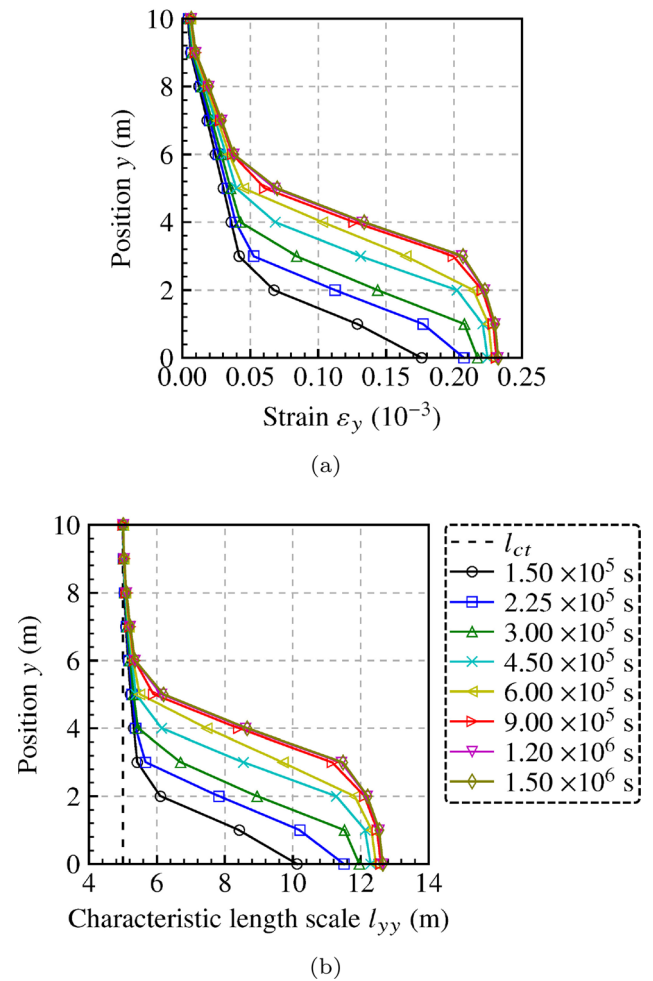 10
8
6
4
2
0
Position y (m)
0.00 0.05 0.10 0.15 0.20 0.25
Strain εy (10⁻³)
(a)
10
8
6
4
2
0
Position y (m)
4 6 8 10 12 14
Characteristic length scale lyy (m)
lct
1.50 ×10⁵ s
2.25 ×10⁵ s
3.00 ×10⁵ s
4.50 ×10⁵ s
6.00 ×10⁵ s
9.00 ×10⁵ s
1.20 ×10⁶ s
1.50 ×10⁶ s
(b)